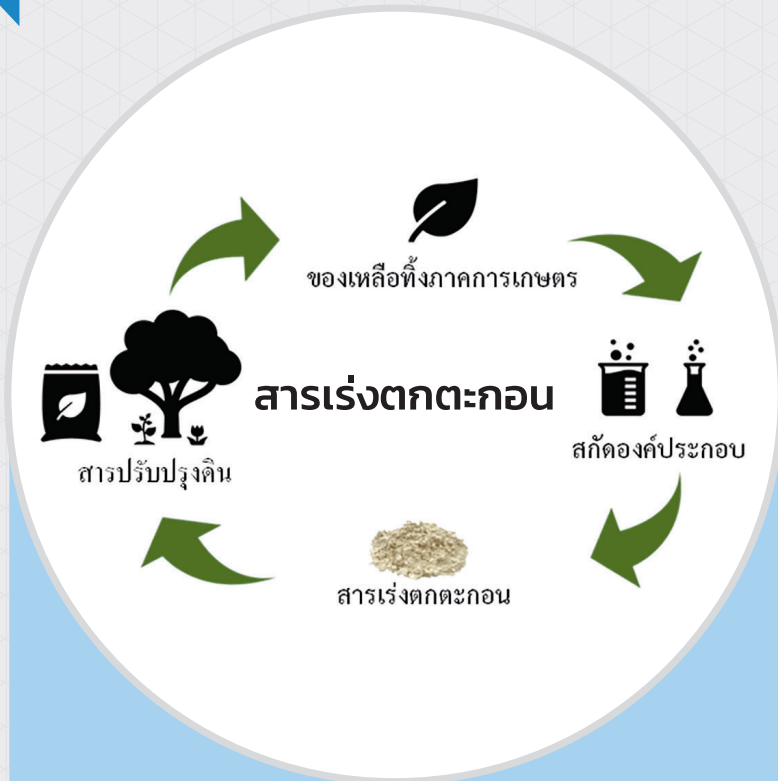 ของเหลือทิ้งภาคการเกษตร
สารเร่งตกตะกอน
สกัดองค์ประกอบ
สารปรับปรุงดิน
สารเร่งตกตะกอน